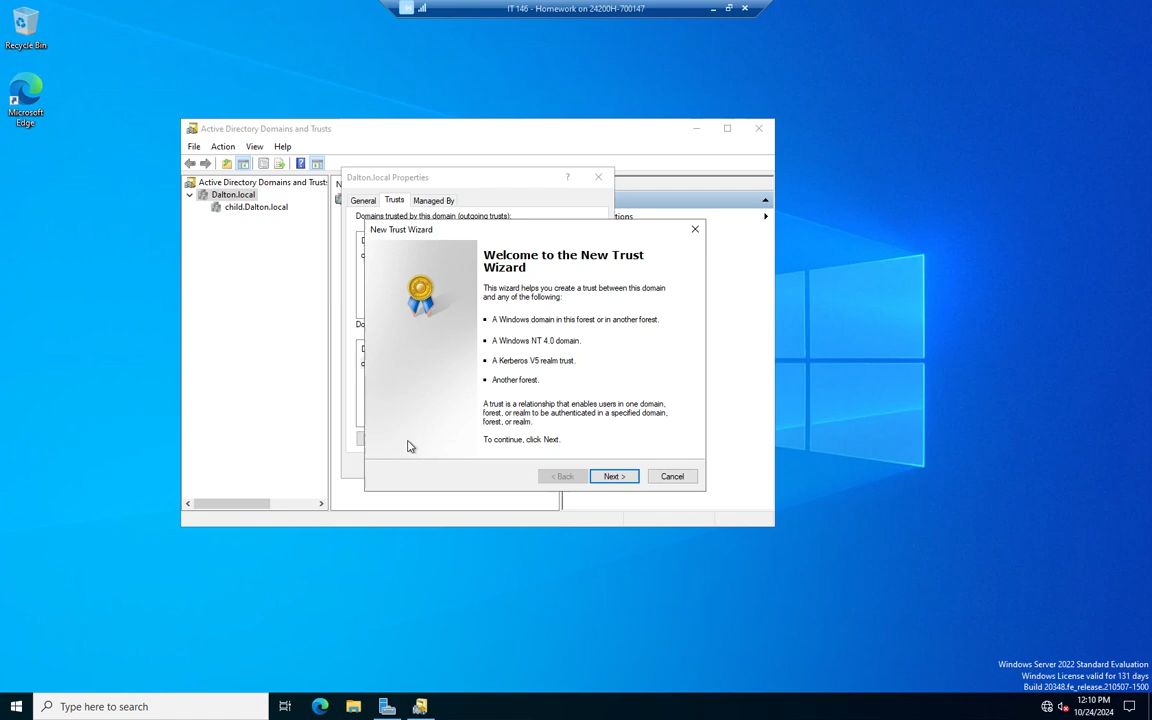 IT 146 - Homework on 24200H-700147
Recycle Bin
Microsoft
Edge
Active Directory Domains and Trusts
File Action View Help
Active Directory Domains and Trusts
Dalton.local
child.Dalton.local
Dalton.local Properties
?
General Trusts Managed By
Domains trusted by this domain (outgoing trusts):
New Trust Wizard
Welcome to the New Trust
Wizard
This wizard helps you create a trust between this domain
and any of the following:
A Windows domain in this forest or in another forest.
A Windows NT 4.0 domain.
A Kerberos V5 realm trust.
Another forest.
A trust is a relationship that enables users in one domain,
forest, or realm to be authenticated in a specified domain,
forest, or realm.
To continue, click Next.
< Back Next > Cancel
Windows Server 2022 Standard Evaluation
Windows License valid for 131 days
Build 20348.fe_release.210507-1500
Type here to search
12:10 PM
10/24/2024